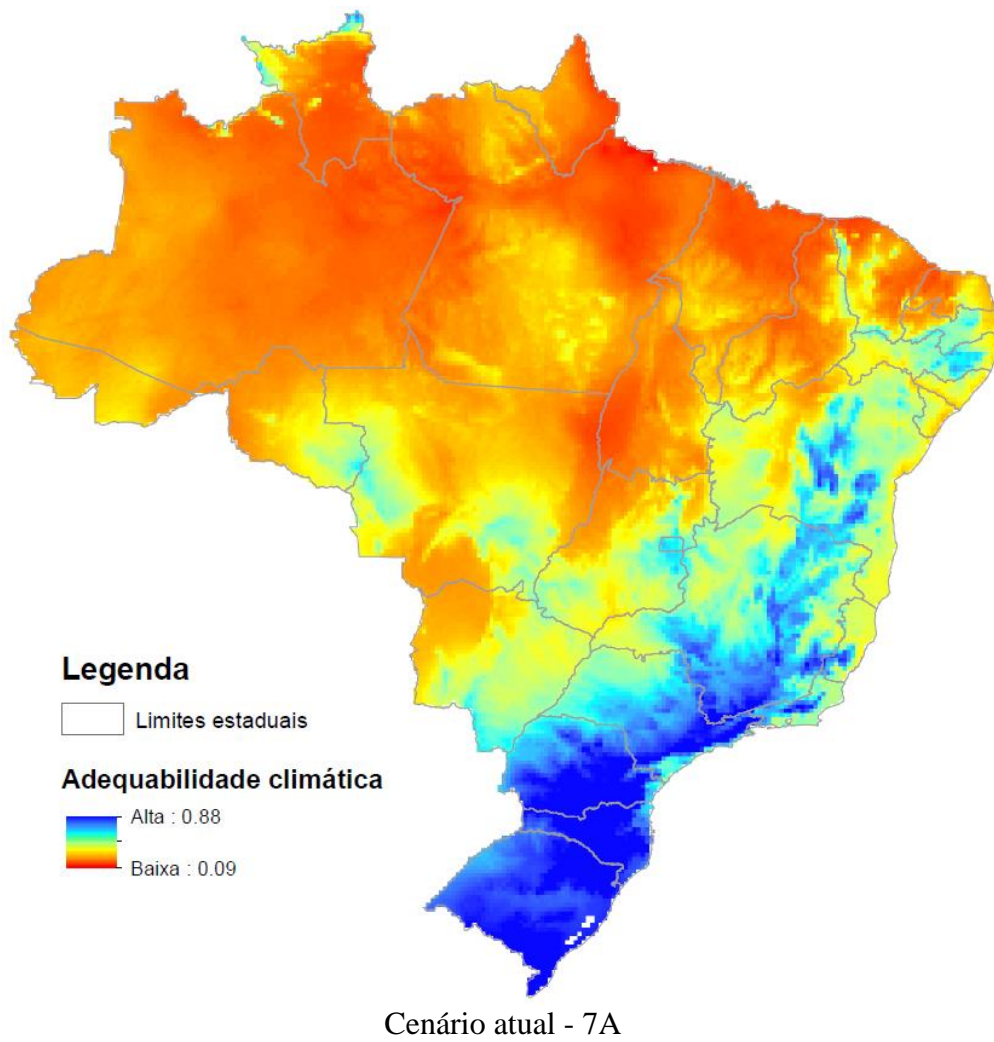 Legenda
Limites estaduais
Adequabilidade climática
Alta : 0.88
Baixa : 0.09
Cenário atual - 7A